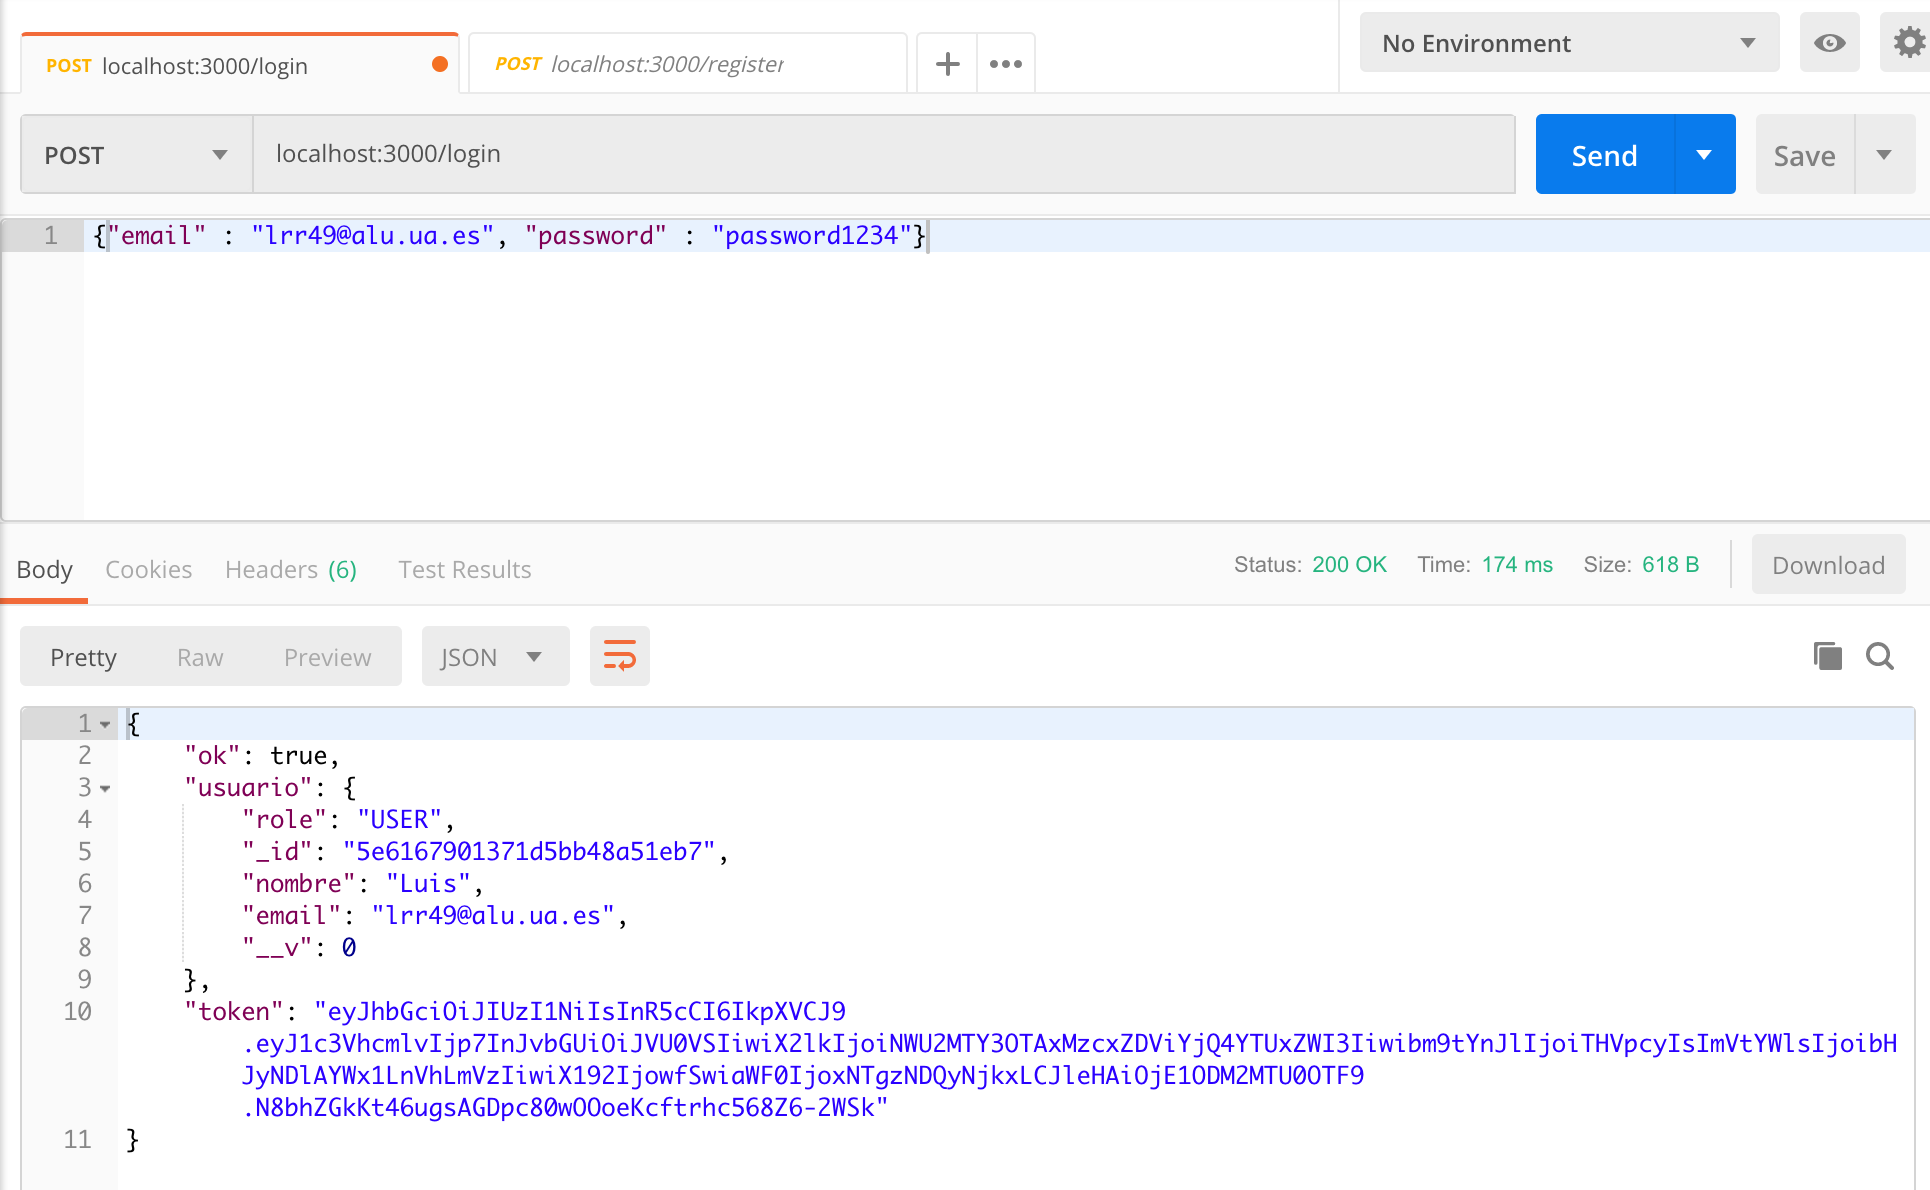 POST localhost:3000/login
POST localhost:3000/register
No Environment
POST
localhost:3000/login
Send
Save
1 {"email" : "lrr49@alu.ua.es", "password" : "password1234"}
Body Cookies Headers (6) Test Results
Status: 200 OK Time: 174 ms Size: 618 B
Download
Pretty Raw Preview JSON
1 {
2 "ok": true,
3 "usuario": {
4 "role": "USER",
5 "_id": "5e6167901371d5bb48a51eb7",
6 "nombre": "Luis",
7 "email": "lrr49@alu.ua.es",
8 "__v": 0
9 },
10 "token": "eyJhbGciOiJIUzI1NiIsInR5cCI6IkpXVCJ9
.eyJ1c3VhcmlvIjp7InJvbGUiOiJVU0VSIiwiX2lkIjoiNWU2MTY3OTAxMzcxZDViYjQ4YTUxZWI3Iiwibm9tYnJlIjoiTHVpcyIsImVtYWlsIjoibH
JyNDlAYWx1LnVhLmVzIiwiX192IjowfSwiaWF0IjoxNTgzNDQyNjkxLCJleHAiOjE1ODM2MTU0OTF9
.N8bhZGkKt46ugsAGDpc80wOOoeKcftrhc568Z6-2WSk"
11 }